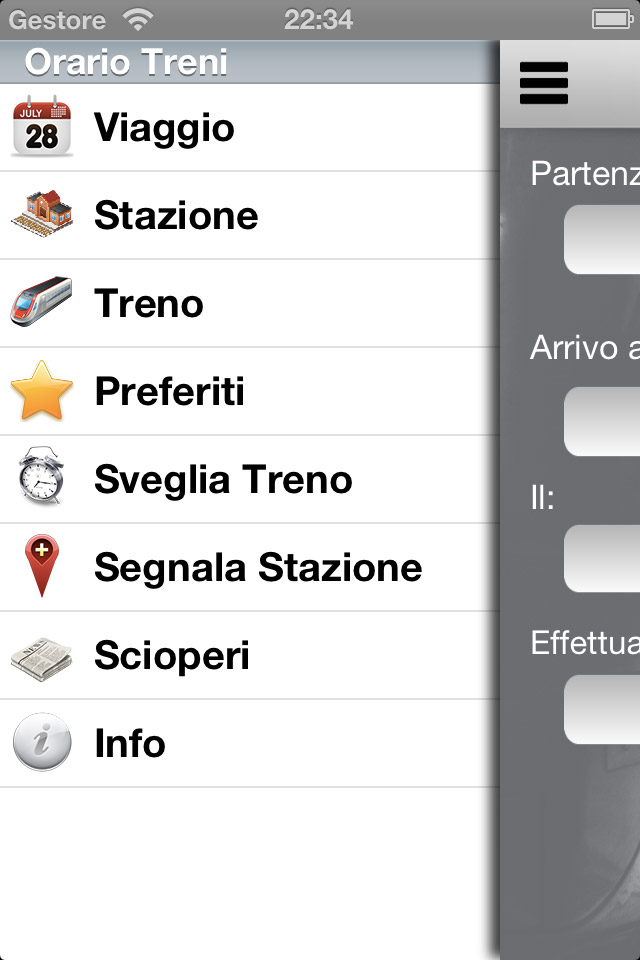 Gestore 22:34
Orario Treni
JULY
28
Viaggio
Stazione
Treno
Preferiti
Sveglia Treno
Segnala Stazione
NEWS
Scioperi
i
Info
Partenz
Arrivo a
Il:
Effettua